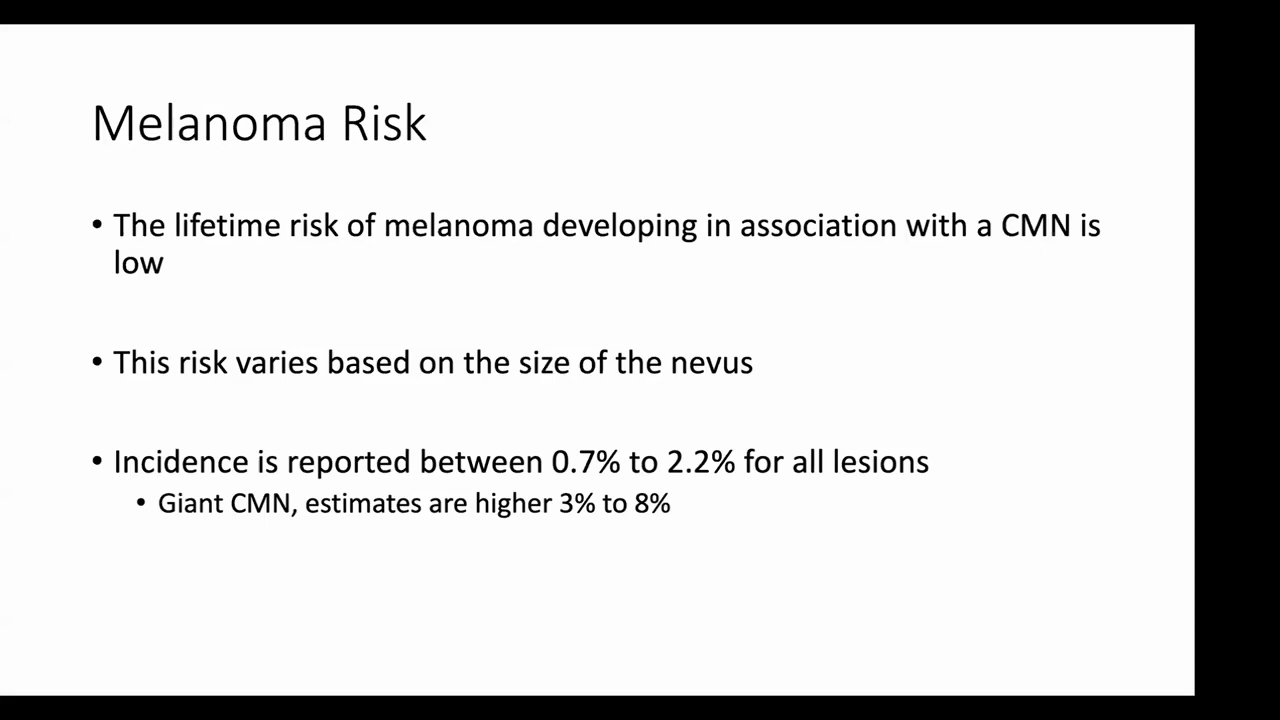 Melanoma Risk
• The lifetime risk of melanoma developing in association with a CMN is
low
• This risk varies based on the size of the nevus
• Incidence is reported between 0.7% to 2.2% for all lesions
• Giant CMN, estimates are higher 3% to 8%